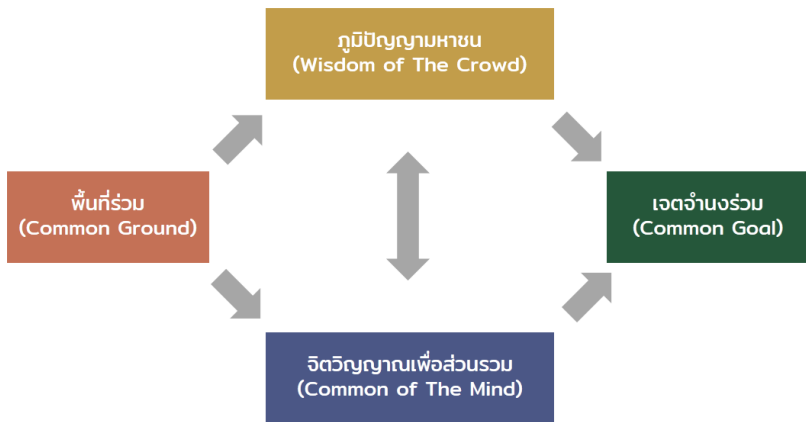 ภูมิปัญญามหาชน
(Wisdom of The Crowd)
พื้นที่ร่วม
(Common Ground)
เจตจำนงร่วม
(Common Goal)
จิตวิญญาณเพื่อส่วนรวม
(Common of The Mind)